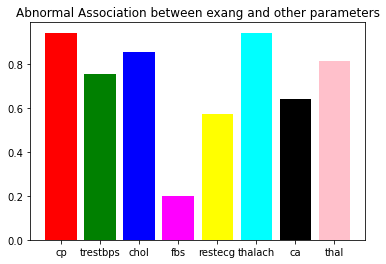 Abnormal Association between exang and other parameters
0.8
0.6
0.4
0.2
0.0
cp trestbps chol fbs restecg thalach ca thal